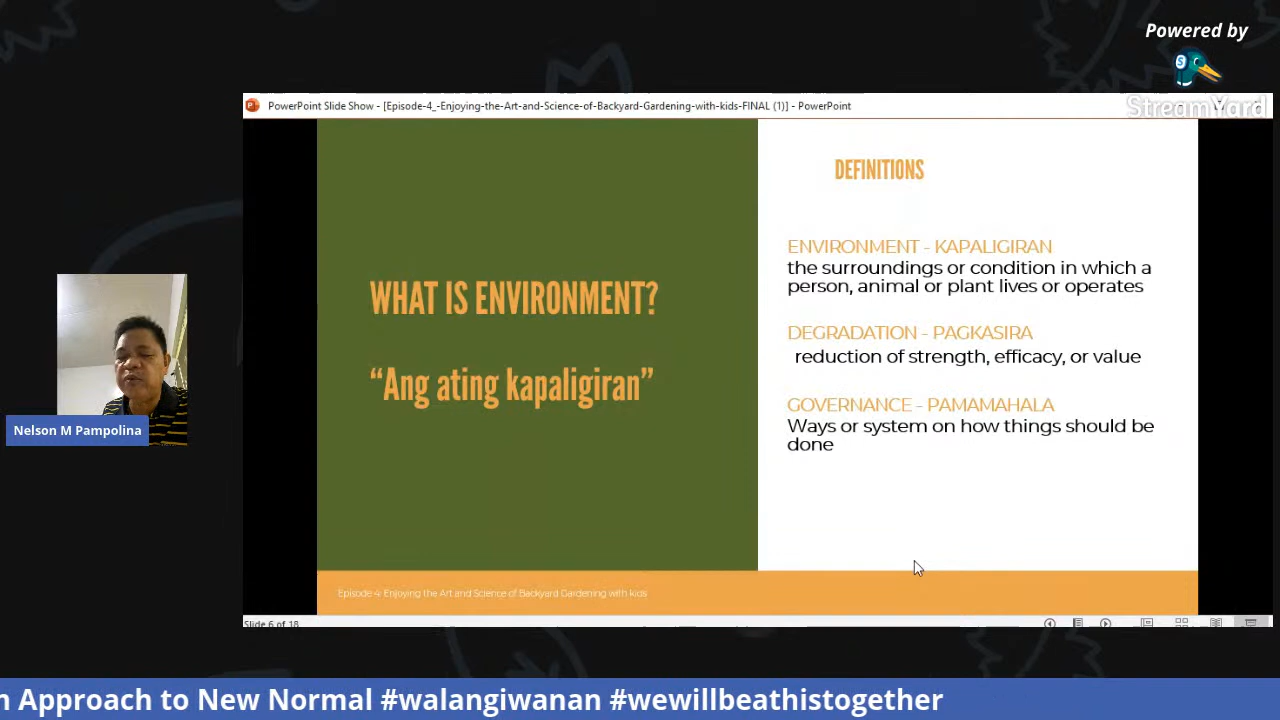 Powered by
StreamYard
PowerPoint Slide Show - [Episode-4_-Enjoying-the-Art-and-Science-of-Backyard-Gardening-with-kids-FINAL (1)] - PowerPoint
WHAT IS ENVIRONMENT?
“Ang ating kapaligiran”
DEFINITIONS
ENVIRONMENT - KAPALIGIRAN
the surroundings or condition in which a
person, animal or plant lives or operates
DEGRADATION - PAGKASIRA
reduction of strength, efficacy, or value
GOVERNANCE - PAMAMAHALA
Ways or system on how things should be
done
Episode 4: Enjoying the Art and Science of Backyard Gardening with kids
Slide 6 of 18
Nelson M Pampolina
Approach to New Normal #walangiwanan #wewillbeathistogether